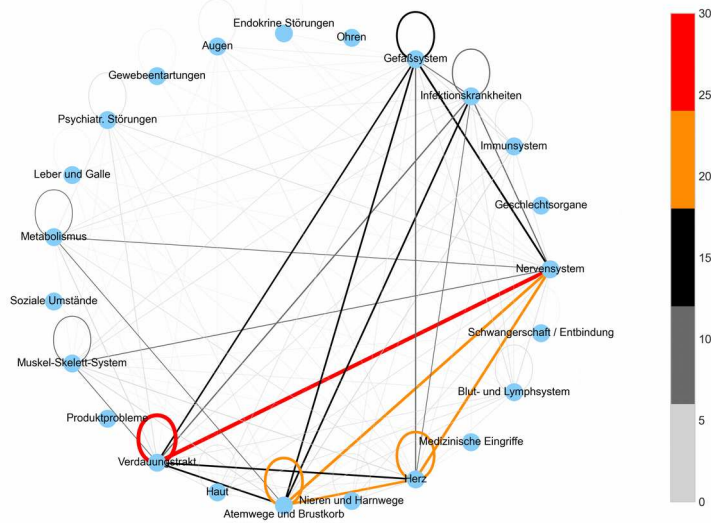 Endokrine Störungen
Ohren
Augen
Gefäßsystem
Gewebeentartungen
Infektionskrankheiten
Psychiatr. Störungen
Immunsystem
Leber und Galle
Geschlechtsorgane
Metabolismus
Nervensystem
Soziale Umstände
Schwangerschaft / Entbindung
Muskel-Skelett-System
Blut- und Lymphsystem
Produktprobleme
Medizinische Eingriffe
Verdauungstrakt
Herz
Haut
Nieren und Harnwege
Atemwege und Brustkorb
30
25
20
15
10
5
0